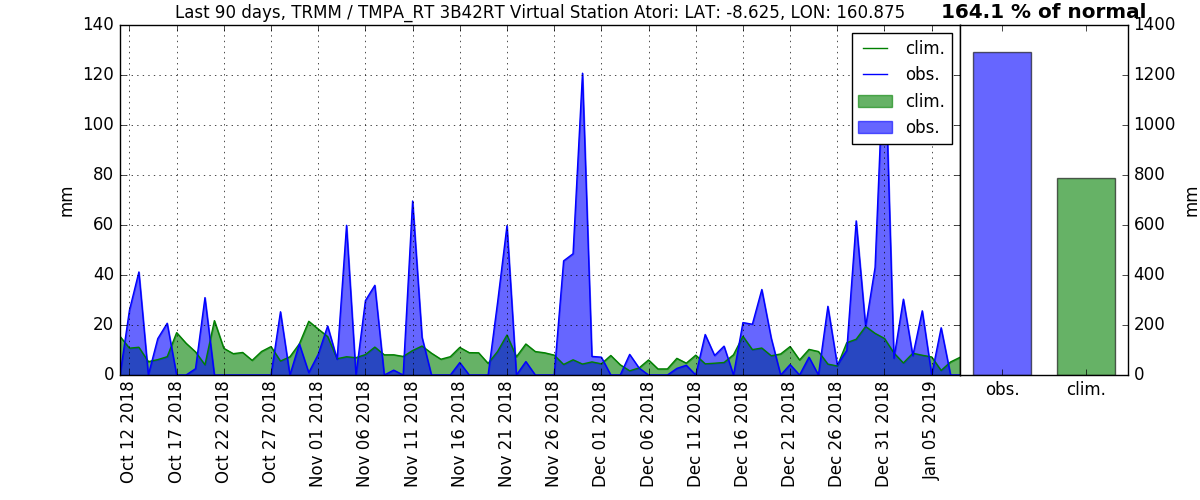 Last 90 days, TRMM / TMPA_RT 3B42RT Virtual Station Atori: LAT: -8.625, LON: 160.875
164.1 % of normal
140
120
100
80
60
40
20
0
mm
clim.
obs.
clim.
obs.
1400
1200
1000
800
600
400
200
0
mm
Oct 12 2018
Oct 17 2018
Oct 22 2018
Oct 27 2018
Nov 01 2018
Nov 06 2018
Nov 11 2018
Nov 16 2018
Nov 21 2018
Nov 26 2018
Dec 01 2018
Dec 06 2018
Dec 11 2018
Dec 16 2018
Dec 21 2018
Dec 26 2018
Dec 31 2018
Jan 05 2019
obs.
clim.